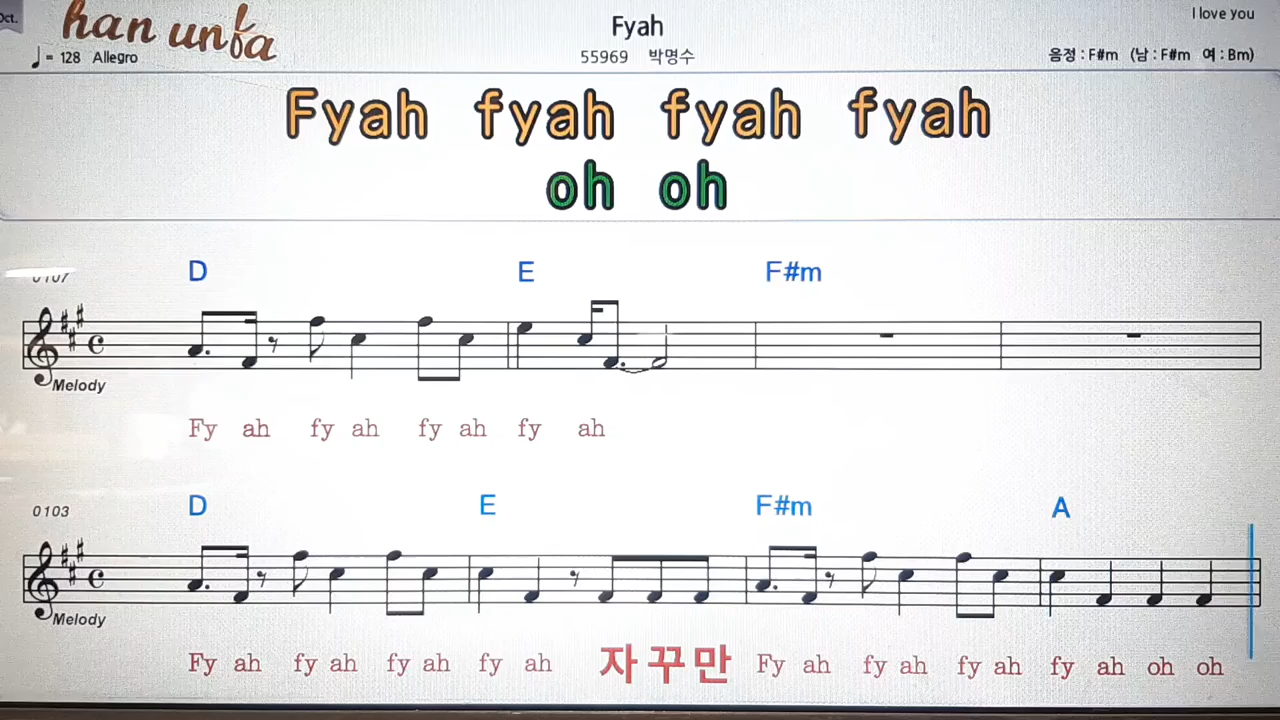 Oct.
han unfa
Fyah
I love you
♩= 128 Allegro
55969 박명수
음정 : F#m (남 : F#m 여 : Bm)
Fyah fyah fyah fyah
oh oh
0107
D E F#m
Melody
Fy ah fy ah fy ah fy ah
0103
D E F#m A
Melody
Fy ah fy ah fy ah fy ah 자꾸만 Fy ah fy ah fy ah fy ah oh oh